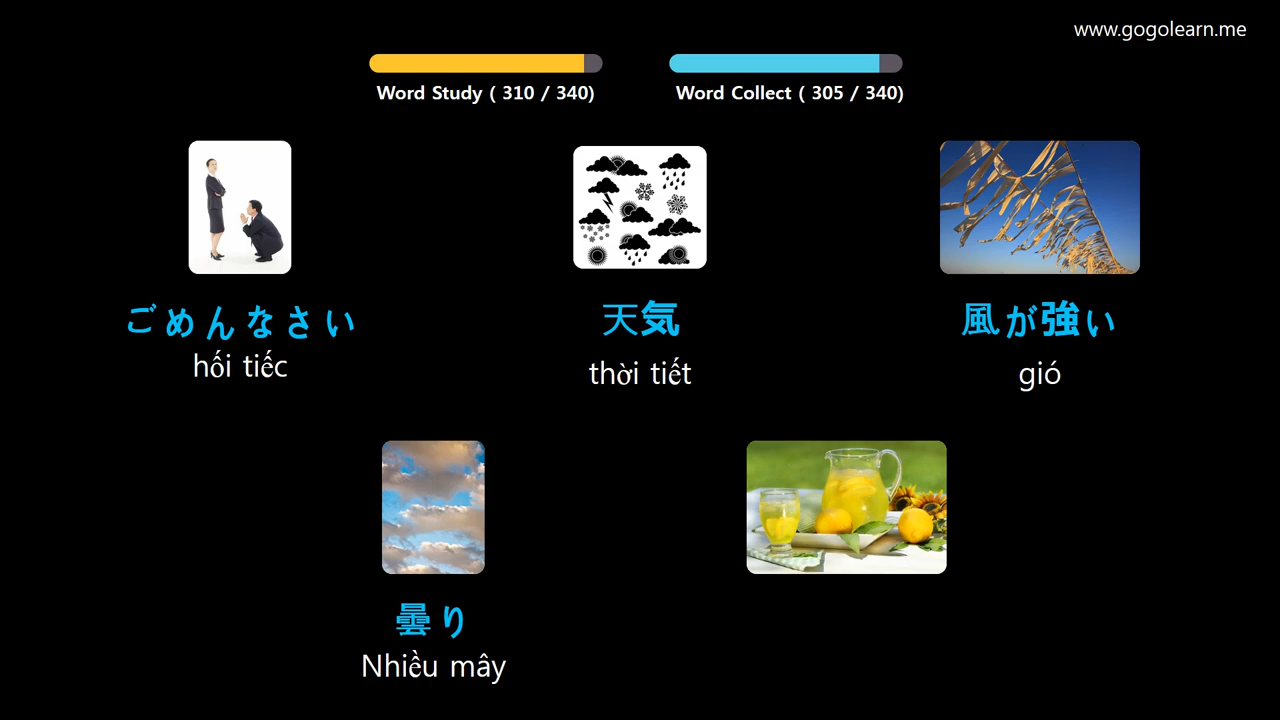 www.gogolearn.me
Word Study ( 310 / 340)
Word Collect ( 305 / 340)
ごめんなさい
hối tiếc
天気
thời tiết
風が強い
gió
曇り
Nhiều mây